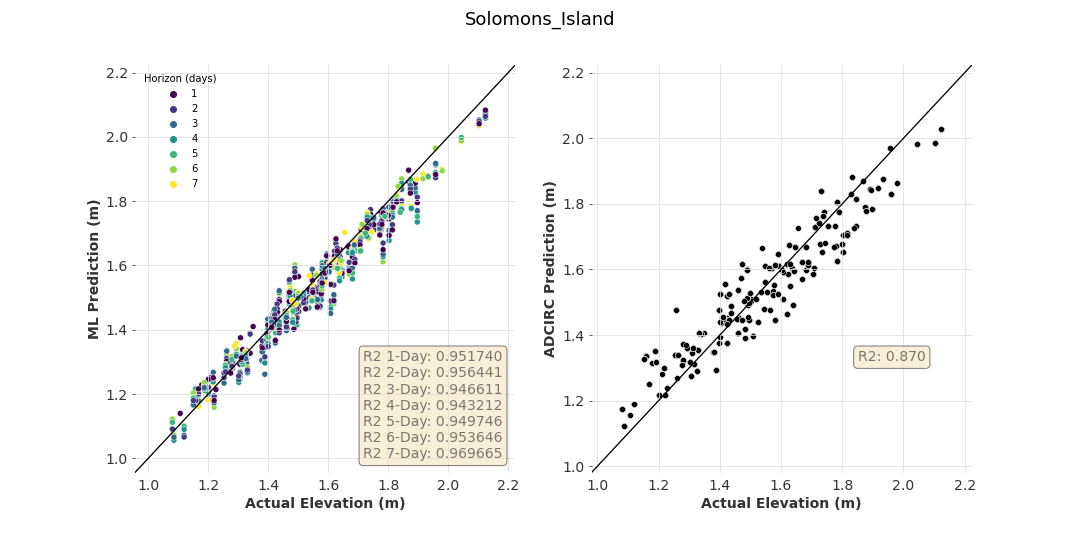 Solomons_Island
ML Prediction (m)
2.2
2.0
1.8
1.6
1.4
1.2
1.0
Horizon (days)
1
2
3
4
5
6
7
R2 1-Day: 0.951740
R2 2-Day: 0.956441
R2 3-Day: 0.946611
R2 4-Day: 0.943212
R2 5-Day: 0.949746
R2 6-Day: 0.953646
R2 7-Day: 0.969665
1.0 1.2 1.4 1.6 1.8 2.0 2.2
Actual Elevation (m)
ADCIRC Prediction (m)
2.2
2.0
1.8
1.6
1.4
1.2
1.0
R2: 0.870
1.0 1.2 1.4 1.6 1.8 2.0 2.2
Actual Elevation (m)